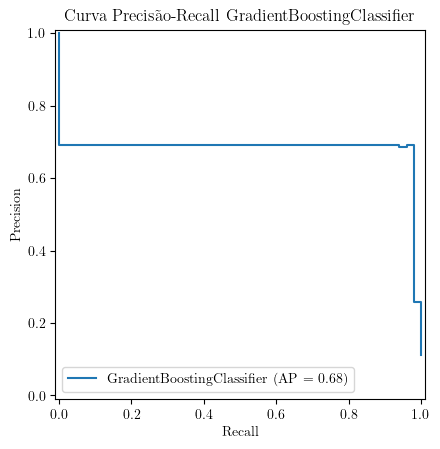 Curva Precisão-Recall GradientBoostingClassifier
1.0
0.8
0.6
0.4
0.2
0.0
Precision
GradientBoostingClassifier (AP = 0.68)
0.0 0.2 0.4 0.6 0.8 1.0
Recall